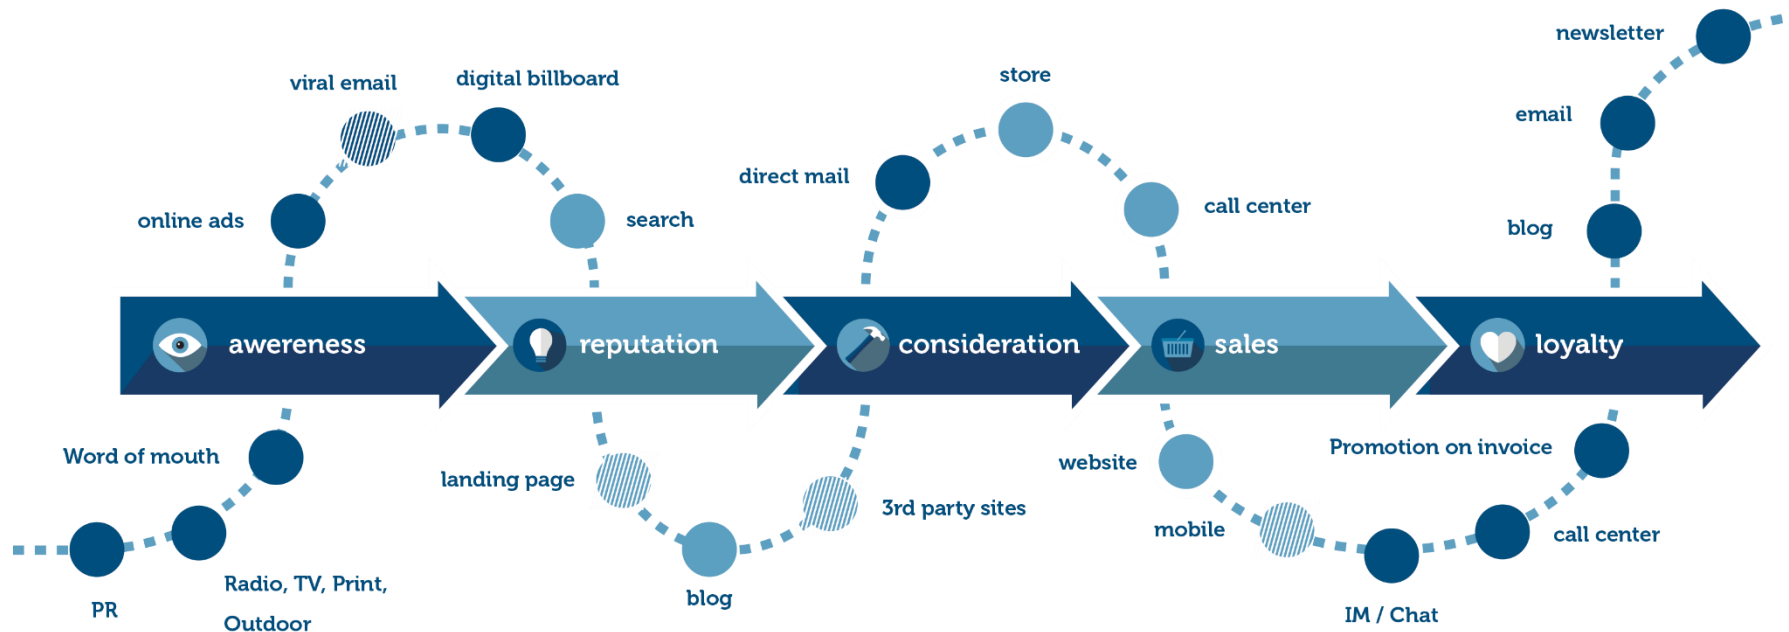 newsletter
viral email
digital billboard
store
email
direct mail
online ads
search
call center
blog
awereness
reputation
consideration
sales
loyalty
Word of mouth
landing page
3rd party sites
website
Promotion on invoice
mobile
call center
Radio, TV, Print,
Outdoor
PR
blog
IM / Chat